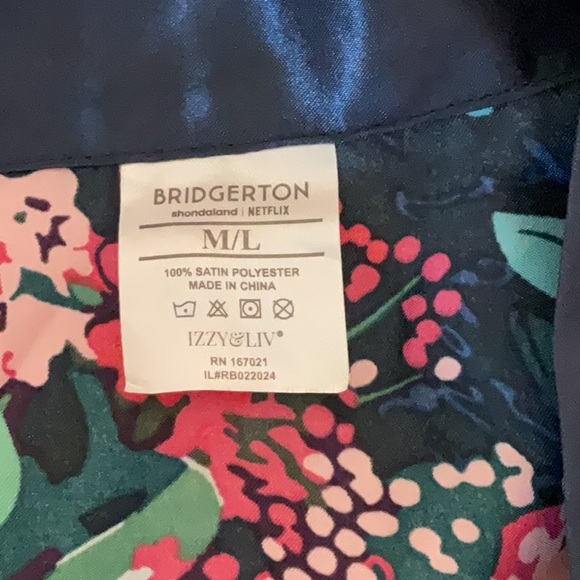 BRIDGERTON
shondaland | NETFLIX
M/L
100% SATIN POLYESTER
MADE IN CHINA
IZZY&LIV®
RN 167021
IL#RB022024